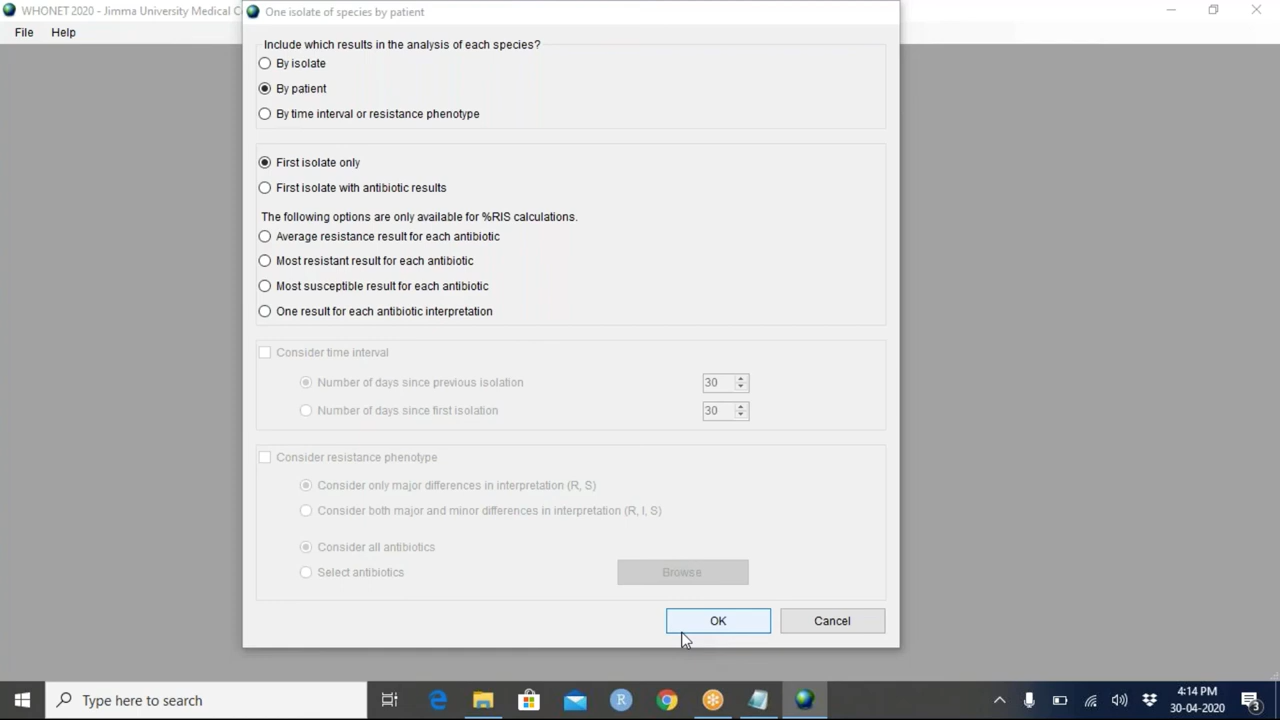 WHONET 2020 - Jimma University Medical C
One isolate of species by patient
File
Help
Include which results in the analysis of each species?
By isolate
By patient
By time interval or resistance phenotype
First isolate only
First isolate with antibiotic results
The following options are only available for %RIS calculations.
Average resistance result for each antibiotic
Most resistant result for each antibiotic
Most susceptible result for each antibiotic
One result for each antibiotic interpretation
Consider time interval
Number of days since previous isolation
30
Number of days since first isolation
30
Consider resistance phenotype
Consider only major differences in interpretation (R, S)
Consider both major and minor differences in interpretation (R, I, S)
Consider all antibiotics
Select antibiotics
Browse
OK
Cancel
Type here to search
R
4:14 PM
30-04-2020
3